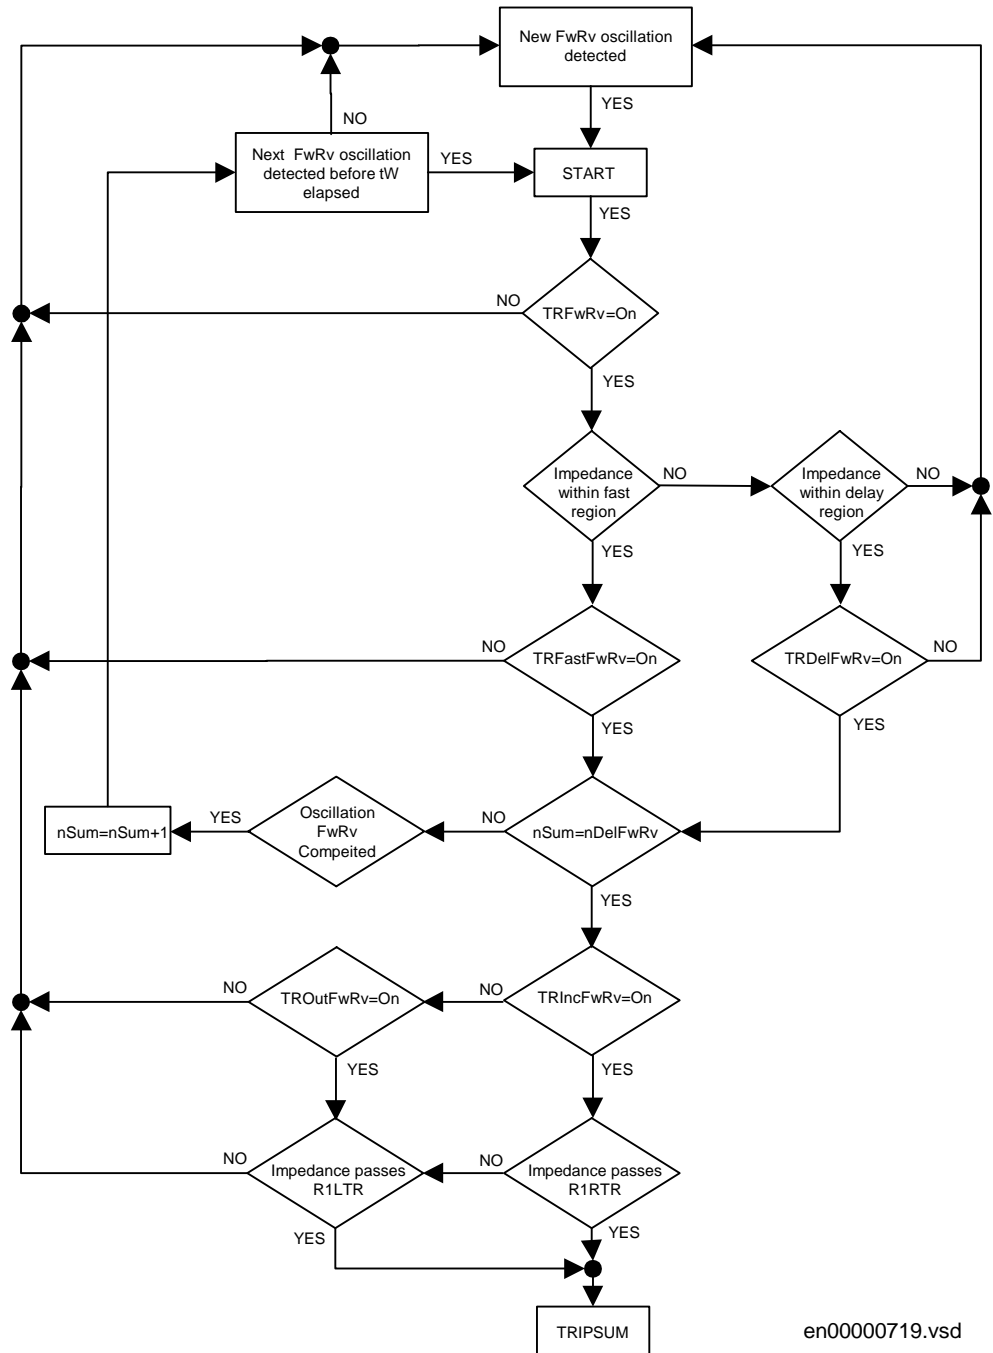 New FwRv oscillation
detected
YES
NO
Next FwRv oscillation
detected before tW
elapsed
YES
START
YES
NO
TRFwRv=On
YES
Impedance
within fast
region
NO
Impedance
within delay
region
NO
YES
YES
NO
TRFastFwRv=On
TRDelFwRv=On
NO
YES
YES
nSum=nSum+1
YES
Oscillation
FwRv
Compeited
NO
nSum=nDelFwRv
YES
NO
TROutFwRv=On
NO
TRIncFwRv=On
YES
YES
NO
Impedance passes
R1LTR
NO
Impedance passes
R1RTR
YES
YES
TRIPSUM
en00000719.vsd